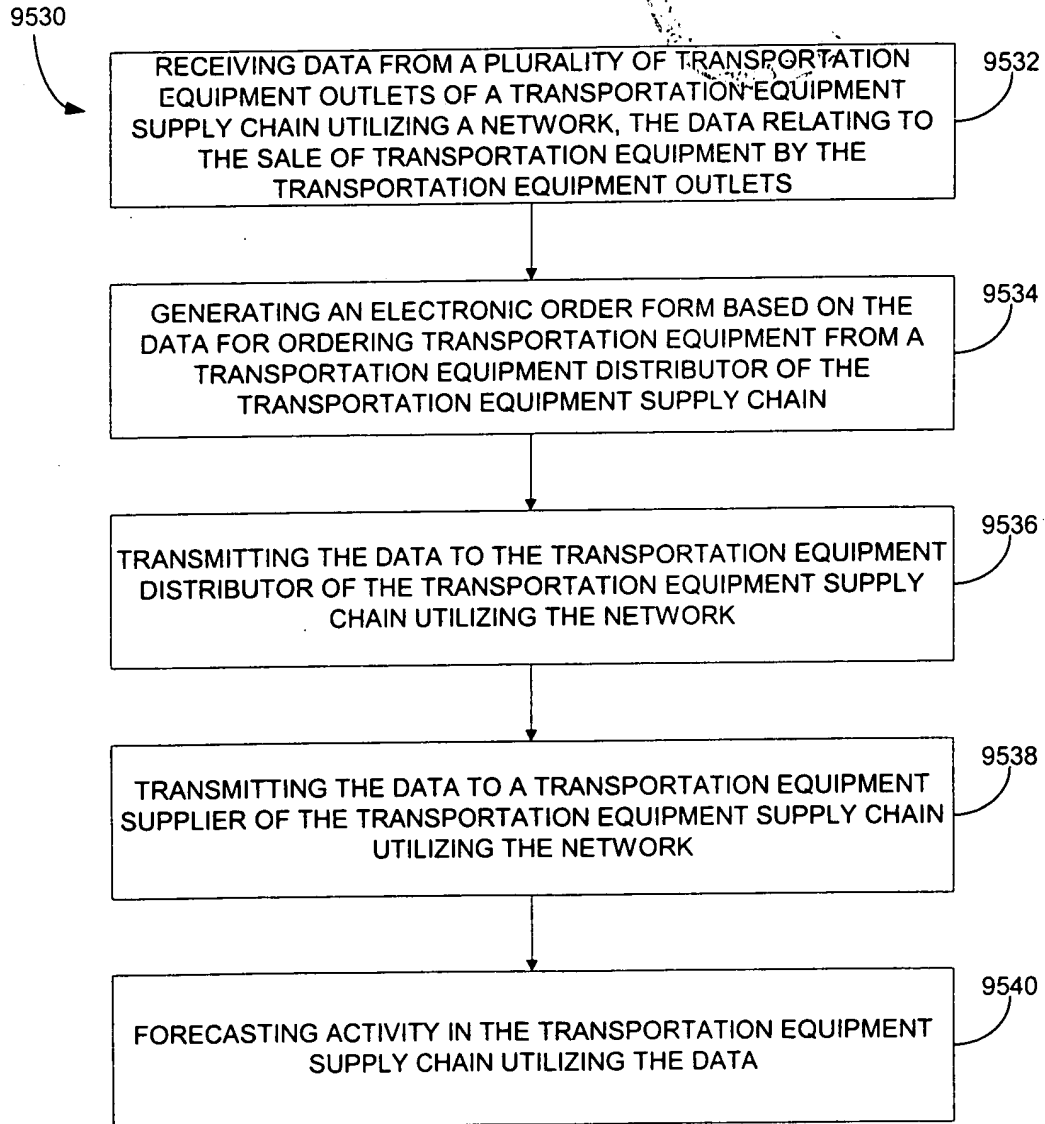 9530
RECEIVING DATA FROM A PLURALITY OF TRANSPORTATION
EQUIPMENT OUTLETS OF A TRANSPORTATION EQUIPMENT
SUPPLY CHAIN UTILIZING A NETWORK, THE DATA RELATING TO
THE SALE OF TRANSPORTATION EQUIPMENT BY THE
TRANSPORTATION EQUIPMENT OUTLETS
9532
GENERATING AN ELECTRONIC ORDER FORM BASED ON THE
DATA FOR ORDERING TRANSPORTATION EQUIPMENT FROM A
TRANSPORTATION EQUIPMENT DISTRIBUTOR OF THE
TRANSPORTATION EQUIPMENT SUPPLY CHAIN
9534
TRANSMITTING THE DATA TO THE TRANSPORTATION EQUIPMENT
DISTRIBUTOR OF THE TRANSPORTATION EQUIPMENT SUPPLY
CHAIN UTILIZING THE NETWORK
9536
TRANSMITTING THE DATA TO A TRANSPORTATION EQUIPMENT
SUPPLIER OF THE TRANSPORTATION EQUIPMENT SUPPLY CHAIN
UTILIZING THE NETWORK
9538
FORECASTING ACTIVITY IN THE TRANSPORTATION EQUIPMENT
SUPPLY CHAIN UTILIZING THE DATA
9540